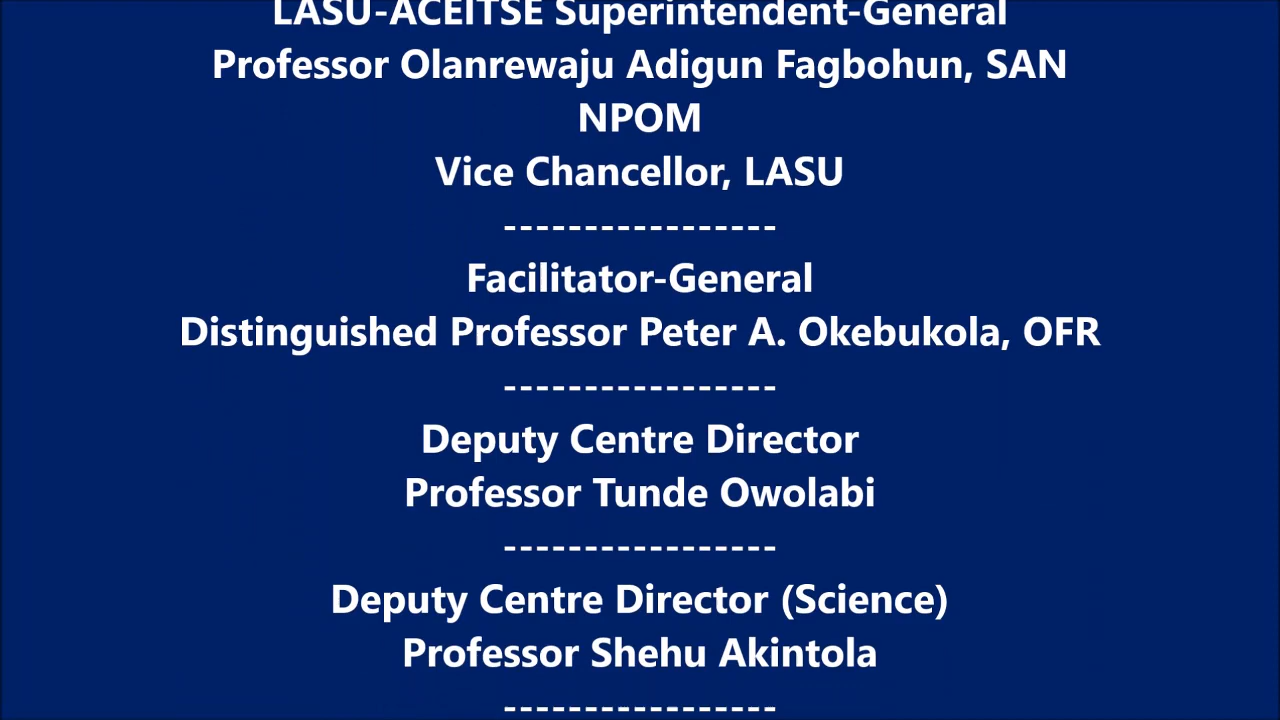 LASU-ACEITSE Superintendent-General
Professor Olanrewaju Adigun Fagbohun, SAN
NPOM
Vice Chancellor, LASU
-----------------
Facilitator-General
Distinguished Professor Peter A. Okebukola, OFR
-----------------
Deputy Centre Director
Professor Tunde Owolabi
-----------------
Deputy Centre Director (Science)
Professor Shehu Akintola
-----------------